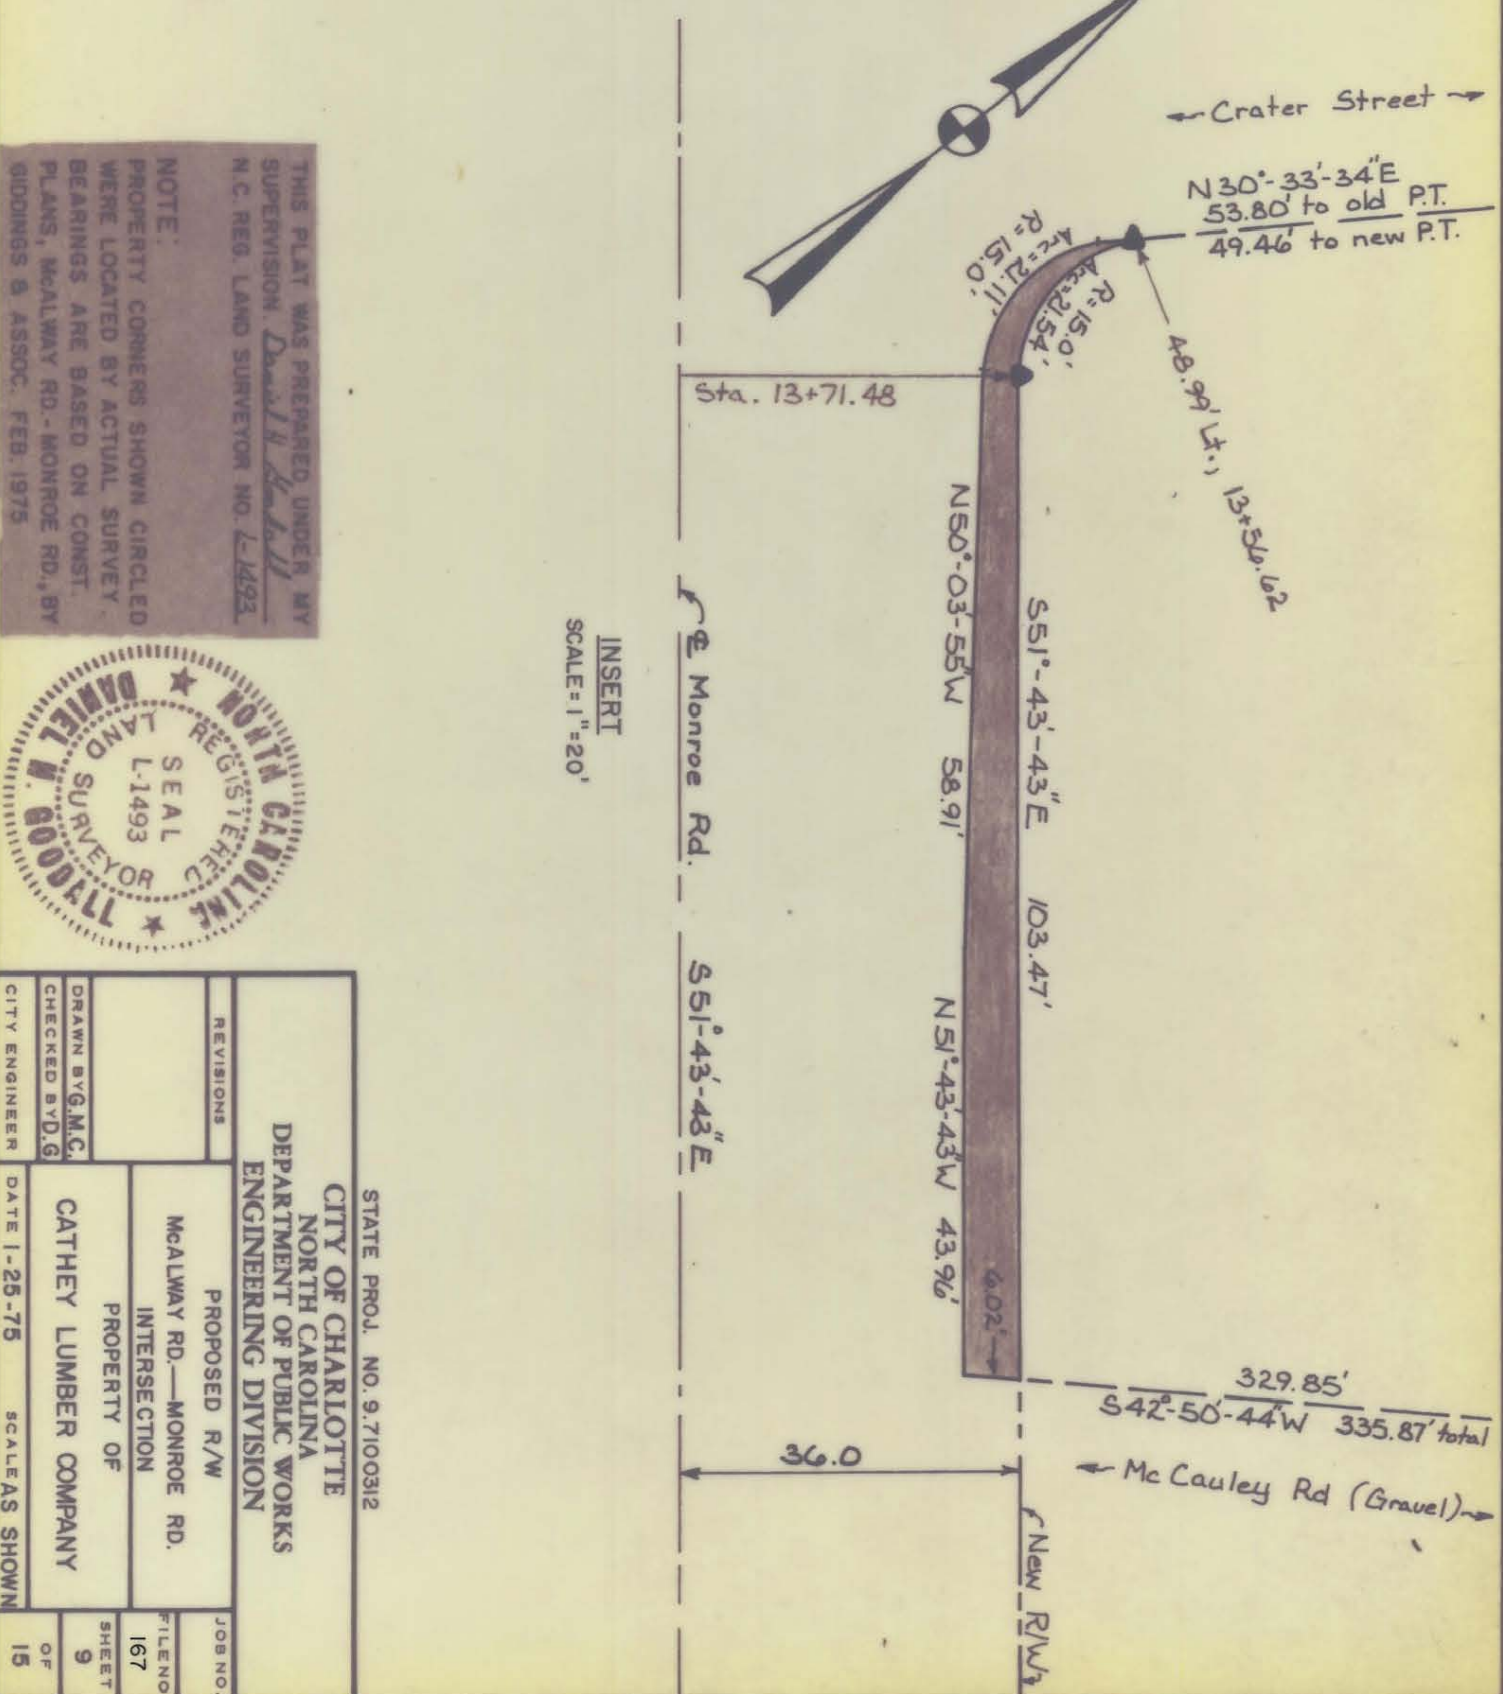 ← Crater Street →
N30°-33'-34"E
53.80' to old P.T.
49.46' to new P.T.
R=15.0'
Arc=21.11'
R=15.0'
Arc=21.54'
48.99' Lt., 13+56.62
Sta. 13+71.48
N50°-03'-55"W 58.91'
S51°-43'-43"E 103.47'
N51°-43'-43"W 43.96'
6.02'
329.85'
S42°-50'-44"W 335.87' total
← McCauley Rd (Gravel) →
36.0
New R/W
℄ Monroe Rd. S51°-43'-43"E
INSERT
SCALE = 1" = 20'
THIS PLAT WAS PREPARED UNDER MY
SUPERVISION.
N.C. REG. LAND SURVEYOR NO. L-1493
NOTE:
PROPERTY CORNERS SHOWN CIRCLED
WERE LOCATED BY ACTUAL SURVEY.
BEARINGS ARE BASED ON CONST.
PLANS, McALWAY RD.-MONROE RD., BY
GIDDINGS & ASSOC. FEB. 1975
NORTH CAROLINA
DANIEL GOODALL
REGISTERED
LAND SURVEYOR
SEAL
L-1493
STATE PROJ. NO. 9.7100312
CITY OF CHARLOTTE
NORTH CAROLINA
DEPARTMENT OF PUBLIC WORKS
ENGINEERING DIVISION
REVISIONS
PROPOSED R/W
McALWAY RD.—MONROE RD.
INTERSECTION
PROPERTY OF
CATHEY LUMBER COMPANY
JOB NO.
FILE NO
167
SHEET
9
OF
15
DRAWN BY G.M.C.
CHECKED BY D.G
CITY ENGINEER
DATE 1-25-75
SCALE AS SHOWN